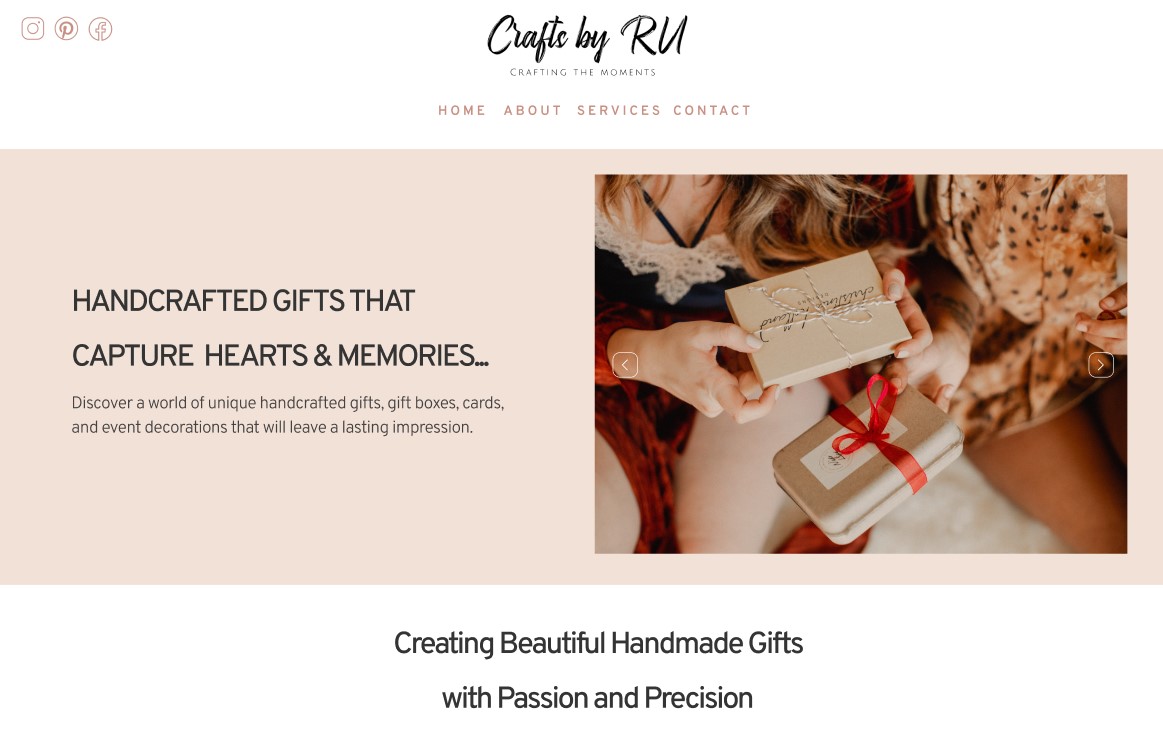 Crafts by RU
CRAFTING THE MOMENTS
HOME ABOUT SERVICES CONTACT
HANDCRAFTED GIFTS THAT
CAPTURE HEARTS & MEMORIES...
Discover a world of unique handcrafted gifts, gift boxes, cards,
and event decorations that will leave a lasting impression.
Creating Beautiful Handmade Gifts
with Passion and Precision